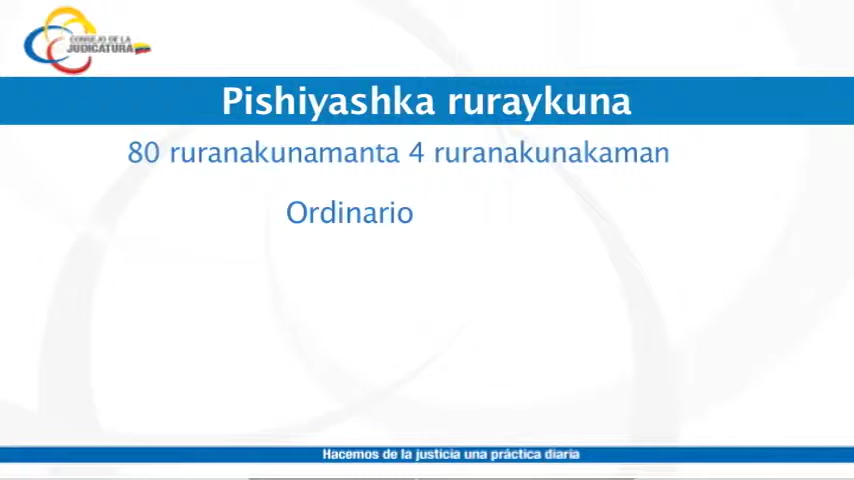 CONSEJO DE LA
JUDICATURA
Pishiyashka ruraykuna
80 ruranakunamanta 4 ruranakunakaman
Ordinario
Hacemos de la justicia una práctica diaria